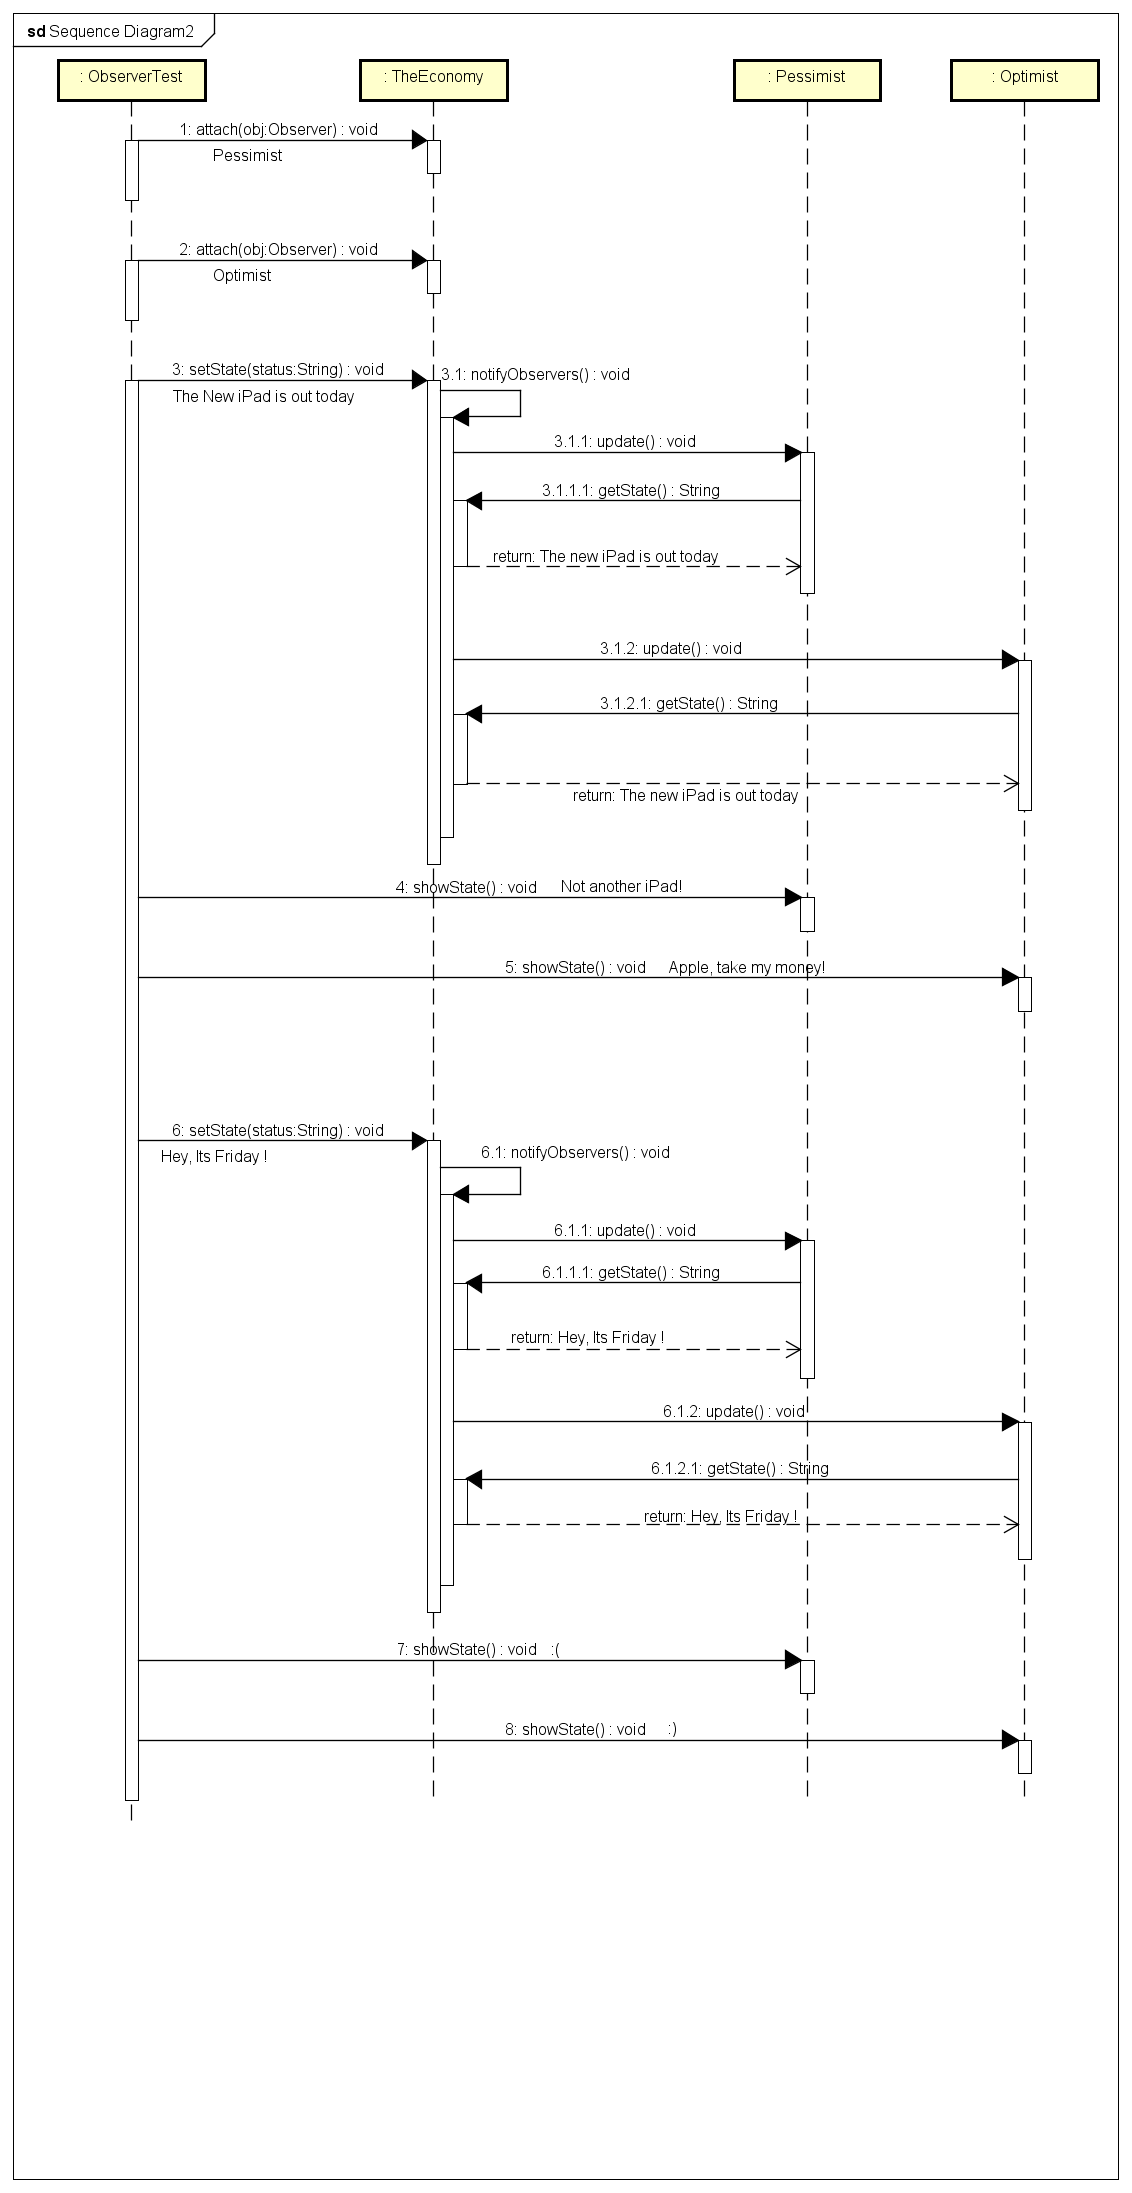 sd Sequence Diagram2
: ObserverTest
: TheEconomy
: Pessimist
: Optimist
1: attach(obj:Observer) : void
Pessimist
2: attach(obj:Observer) : void
Optimist
3: setState(status:String) : void
3.1: notifyObservers() : void
The New iPad is out today
3.1.1: update() : void
3.1.1.1: getState() : String
return: The new iPad is out today
3.1.2: update() : void
3.1.2.1: getState() : String
return: The new iPad is out today
4: showState() : void Not another iPad!
5: showState() : void Apple, take my money!
6: setState(status:String) : void
Hey, Its Friday !
6.1: notifyObservers() : void
6.1.1: update() : void
6.1.1.1: getState() : String
return: Hey, Its Friday !
6.1.2: update() : void
6.1.2.1: getState() : String
return: Hey, Its Friday !
7: showState() : void :(
8: showState() : void :)